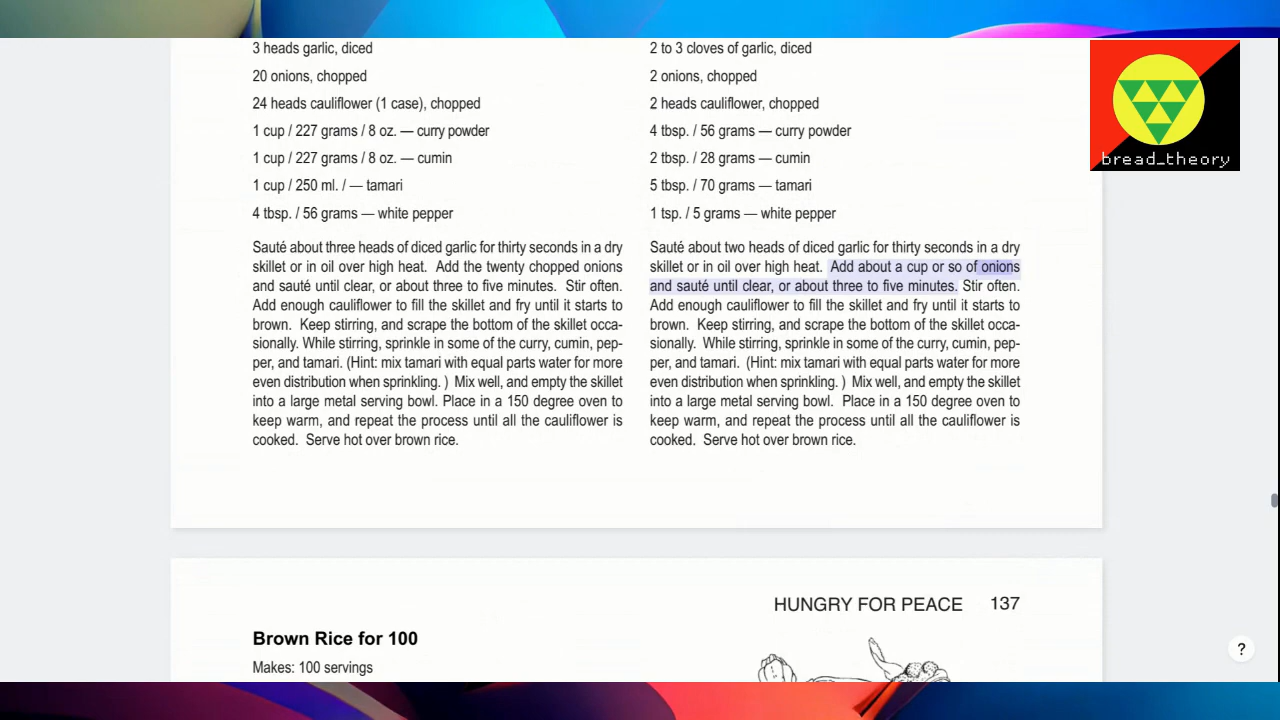 3 heads garlic, diced
20 onions, chopped
24 heads cauliflower (1 case), chopped
1 cup / 227 grams / 8 oz. — curry powder
1 cup / 227 grams / 8 oz. — cumin
1 cup / 250 ml. / — tamari
4 tbsp. / 56 grams — white pepper
Sauté about three heads of diced garlic for thirty seconds in a dry
skillet or in oil over high heat.  Add the twenty chopped onions
and sauté until clear, or about three to five minutes.  Stir often.
Add enough cauliflower to fill the skillet and fry until it starts to
brown.  Keep stirring, and scrape the bottom of the skillet occa-
sionally. While stirring, sprinkle in some of the curry, cumin, pep-
per, and tamari. (Hint: mix tamari with equal parts water for more
even distribution when sprinkling. ) Mix well, and empty the skillet
into a large metal serving bowl. Place in a 150 degree oven to
keep warm, and repeat the process until all the cauliflower is
cooked.  Serve hot over brown rice.
2 to 3 cloves of garlic, diced
2 onions, chopped
2 heads cauliflower, chopped
4 tbsp. / 56 grams — curry powder
2 tbsp. / 28 grams — cumin
5 tbsp. / 70 grams — tamari
1 tsp. / 5 grams — white pepper
Sauté about two heads of diced garlic for thirty seconds in a dry
skillet or in oil over high heat.  Add about a cup or so of onions
and sauté until clear, or about three to five minutes. Stir often.
Add enough cauliflower to fill the skillet and fry until it starts to
brown.  Keep stirring, and scrape the bottom of the skillet occa-
sionally.  While stirring, sprinkle in some of the curry, cumin, pep-
per, and tamari.  (Hint: mix tamari with equal parts water for more
even distribution when sprinkling. )  Mix well, and empty the skillet
into a large metal serving bowl.  Place in a 150 degree oven to
keep warm, and repeat the process until all the cauliflower is
cooked.  Serve hot over brown rice.
bread_theory
HUNGRY FOR PEACE 137
Brown Rice for 100
Makes: 100 servings
?